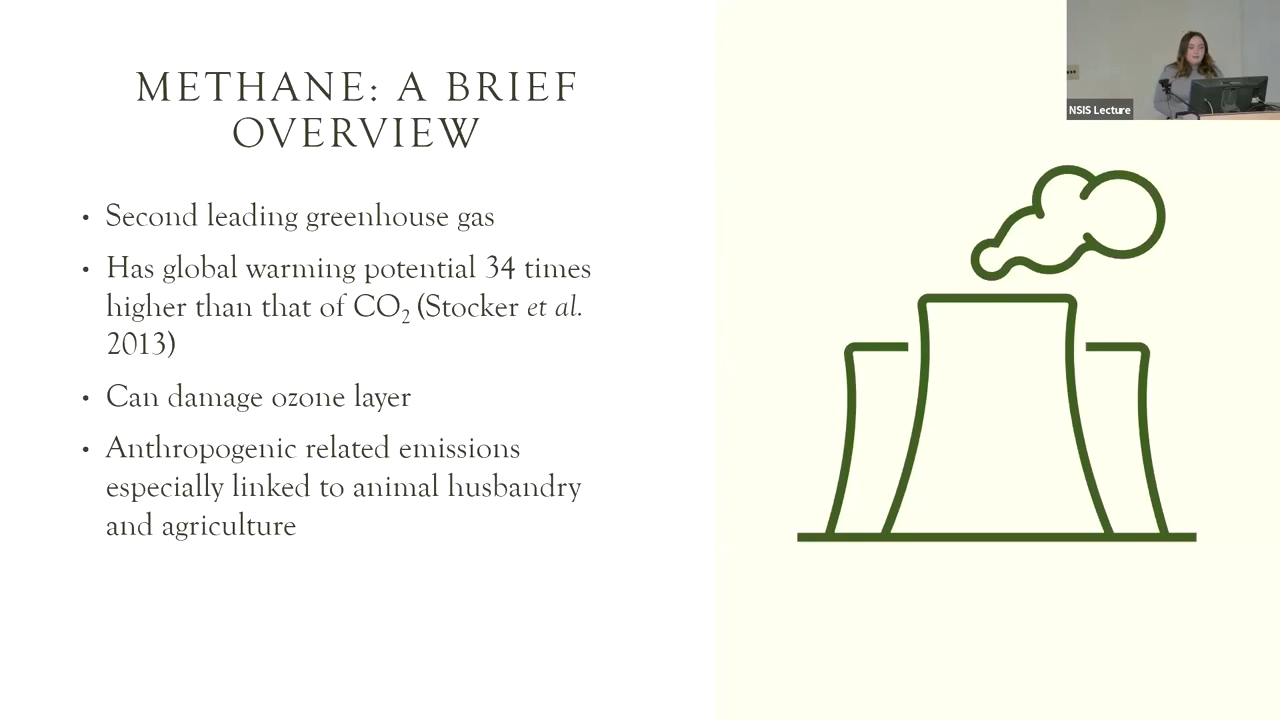 METHANE: A BRIEF
OVERVIEW
• Second leading greenhouse gas
• Has global warming potential 34 times
higher than that of CO₂ (Stocker et al.
2013)
• Can damage ozone layer
• Anthropogenic related emissions
especially linked to animal husbandry
and agriculture
NSIS Lecture